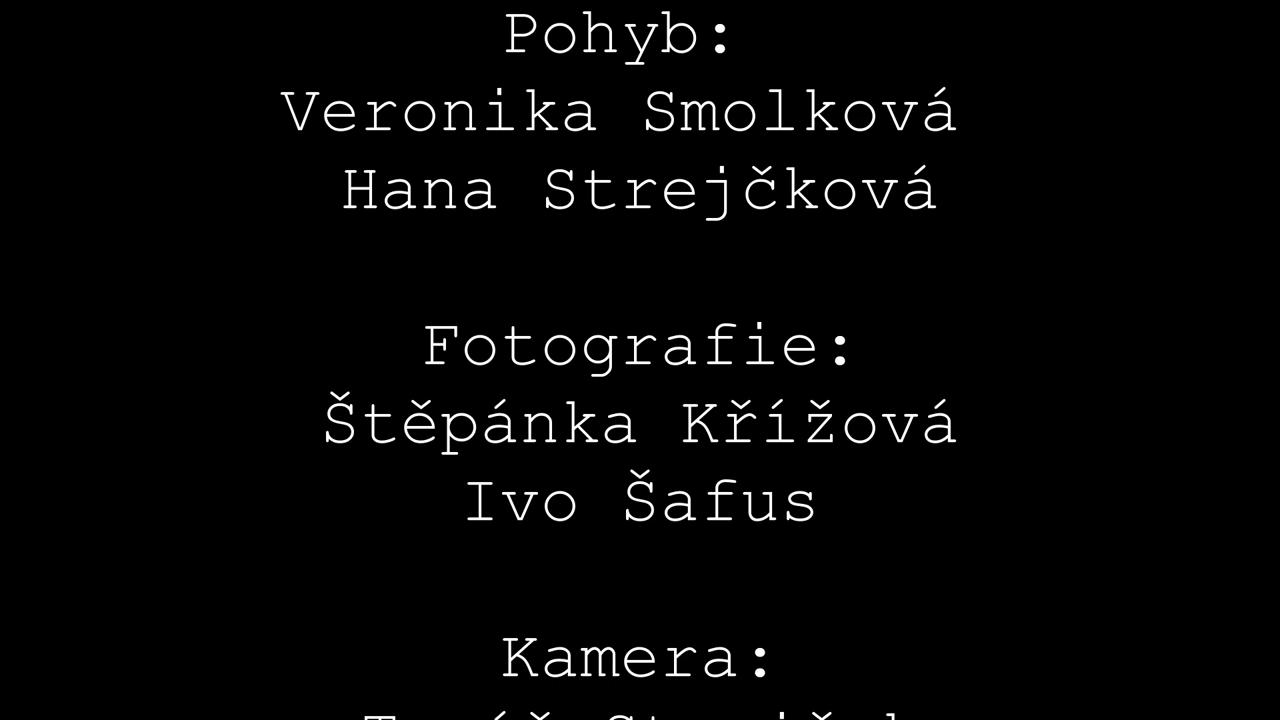 Pohyb:
Veronika Smolková
Hana Strejčková
Fotografie:
Štěpánka Křížová
Ivo Šafus
Kamera: